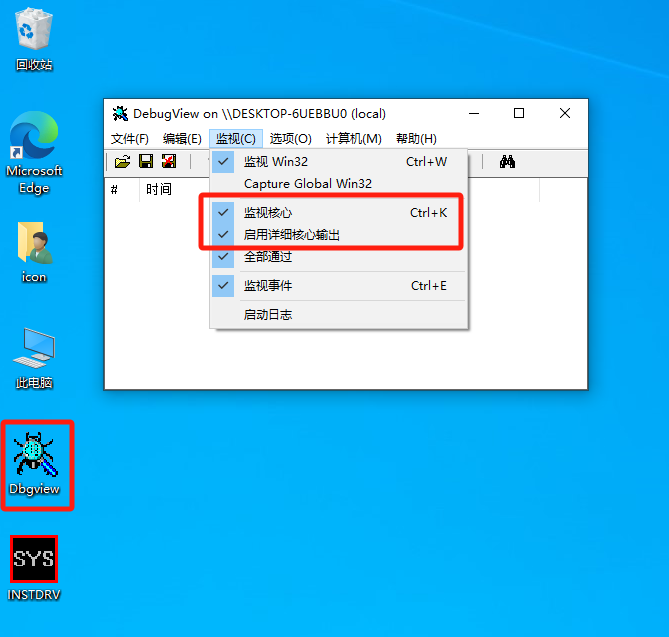 回收站
Microsoft
Edge
icon
此电脑
Dbgview
SYS
INSTDRV
DebugView on \\DESKTOP-6UEBBU0 (local)
文件(F) 编辑(E) 监视(C) 选项(O) 计算机(M) 帮助(H)
# 时间
监视 Win32 Ctrl+W
Capture Global Win32
监视核心 Ctrl+K
启用详细核心输出
全部通过
监视事件 Ctrl+E
启动日志